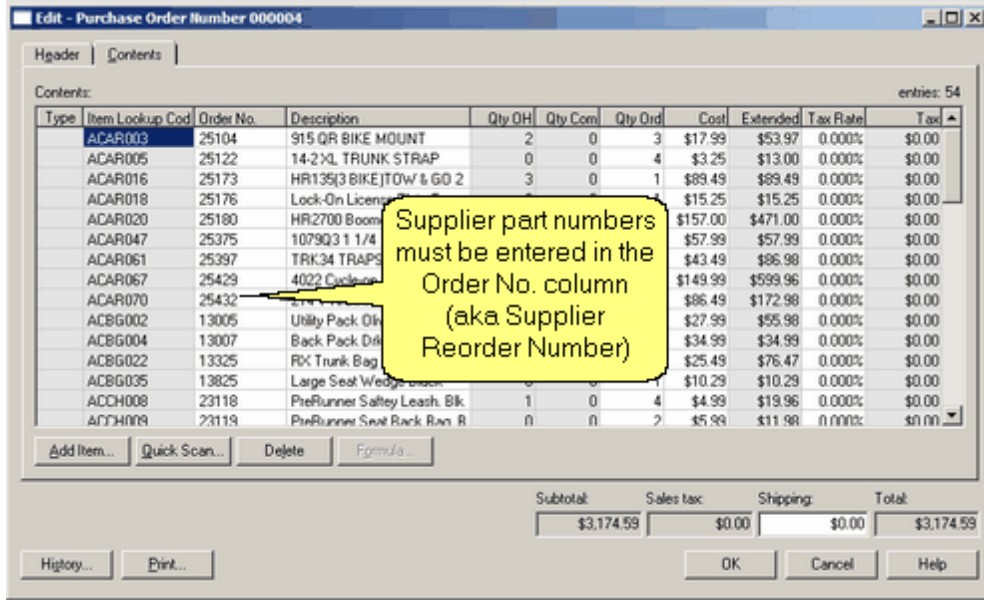 Edit - Purchase Order Number 000004
Header Contents
Contents: entries: 54
Type Item Lookup Cod Order No. Description Qty OH Qty Com Qty Ord Cost Extended Tax Rate Tax
ACAR003 25104 915 QR BIKE MOUNT 2 0 3 $17.99 $53.97 0.000% $0.00
ACAR005 25122 14-2 XL TRUNK STRAP 0 0 4 $3.25 $13.00 0.000% $0.00
ACAR016 25173 HR135(3 BIKE)TOW & GO 2 3 0 1 $89.49 $89.49 0.000% $0.00
ACAR018 25176 Lock-On $15.25 $15.25 0.000% $0.00
ACAR020 25180 HR2700 $157.00 $471.00 0.000% $0.00
ACAR047 25375 1079Q3 1 1/4 $57.99 $57.99 0.000% $0.00
ACAR061 25397 TRK34 TRAPS $43.49 $86.98 0.000% $0.00
ACAR067 25429 4022 $149.99 $599.96 0.000% $0.00
ACAR070 25432 $86.49 $172.98 0.000% $0.00
ACBG002 13005 Utility Pack $27.99 $55.98 0.000% $0.00
ACBG004 13007 Back Pack $34.99 $34.99 0.000% $0.00
ACBG022 13325 RX Trunk Bag $25.49 $76.47 0.000% $0.00
ACBG035 13825 Large Seat Wedge Black $10.29 $10.29 0.000% $0.00
ACCH008 23118 PreRunner Saftey Leash. Blk 1 0 4 $4.99 $19.96 0.000% $0.00
ACCH009 23119 PreRunner Seat Back Bag. R 0 0 2 $5.99 $11.98 0.000% $0.00
Supplier part numbers
must be entered in the
Order No. column
(aka Supplier
Reorder Number)
Add Item... Quick Scan... Delete Formula...
Subtotal: Sales tax: Shipping: Total:
$3,174.59 $0.00 $0.00 $3,174.59
History... Print... OK Cancel Help